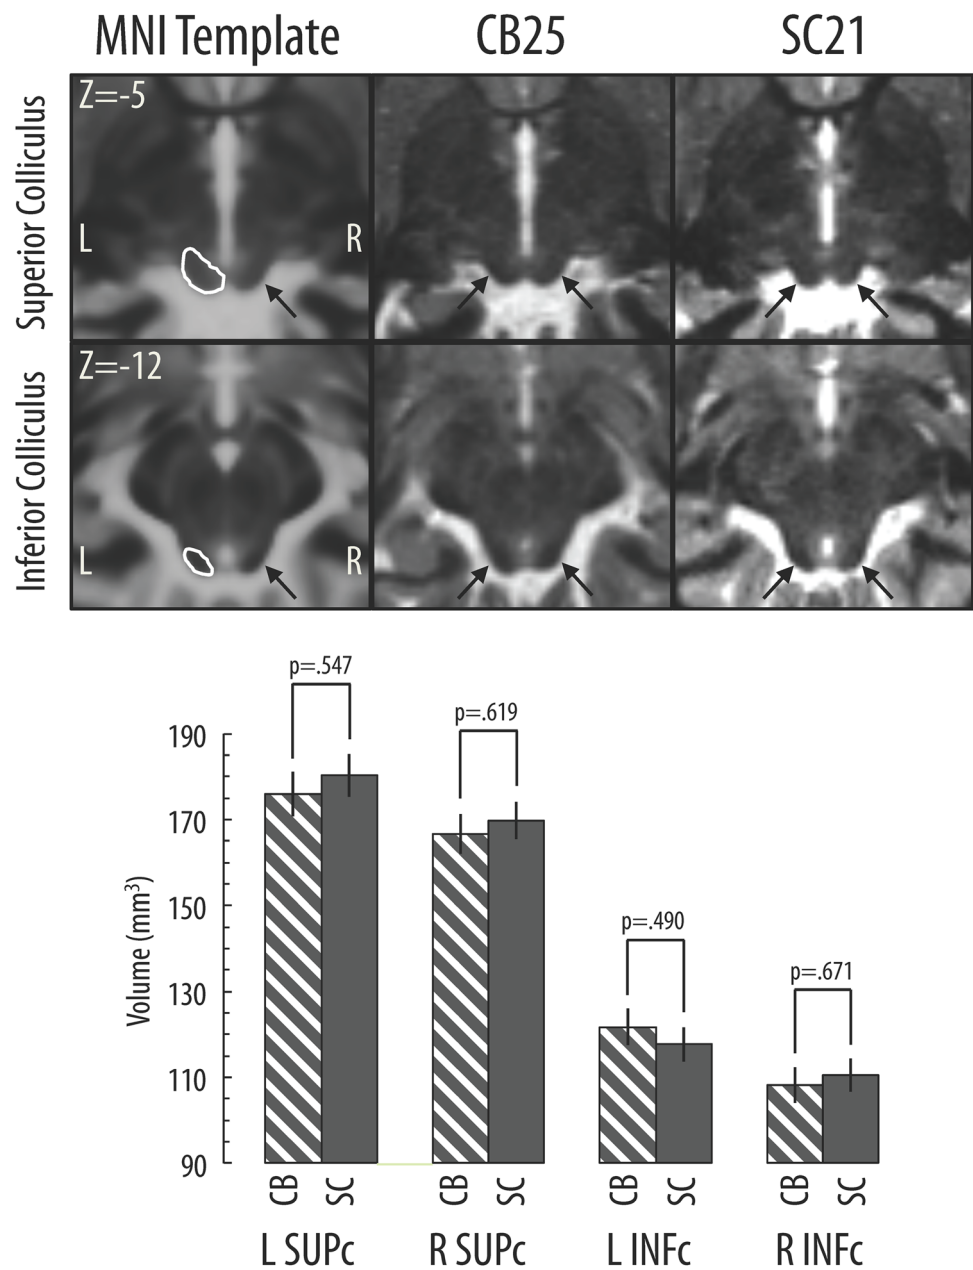 MNI Template CB25 SC21
Superior Colliculus
Z=-5
L R
Inferior Colliculus
Z=-12
L R
p=.547
p=.619
p=.490
p=.671
Volume (mm³)
190
170
150
130
110
90
CB SC CB SC CB SC CB SC
L SUPc R SUPc L INFc R INFc